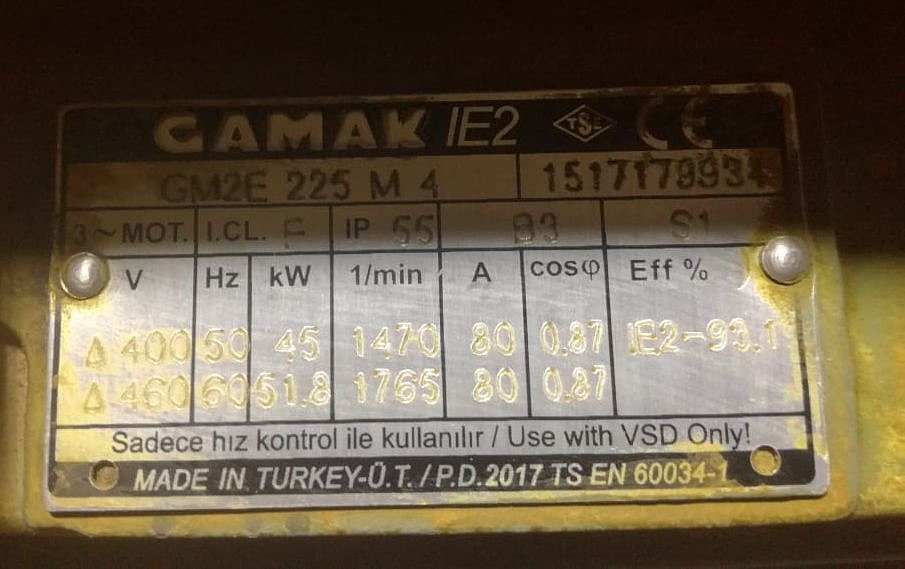 GAMAK IE2 TSE CE
GM2E 225 M 4 1517179934
3~MOT. I.CL. F IP 55 B3 S1
V Hz kW 1/min A cosφ Eff %
Δ 400 50 45 1470 80 0.87 IE2-93.1
Δ 460 60 51.8 1765 80 0.87
Sadece hız kontrol ile kullanılır / Use with VSD Only!
MADE IN TURKEY-Ü.T. / P.D.2017 TS EN 60034-1